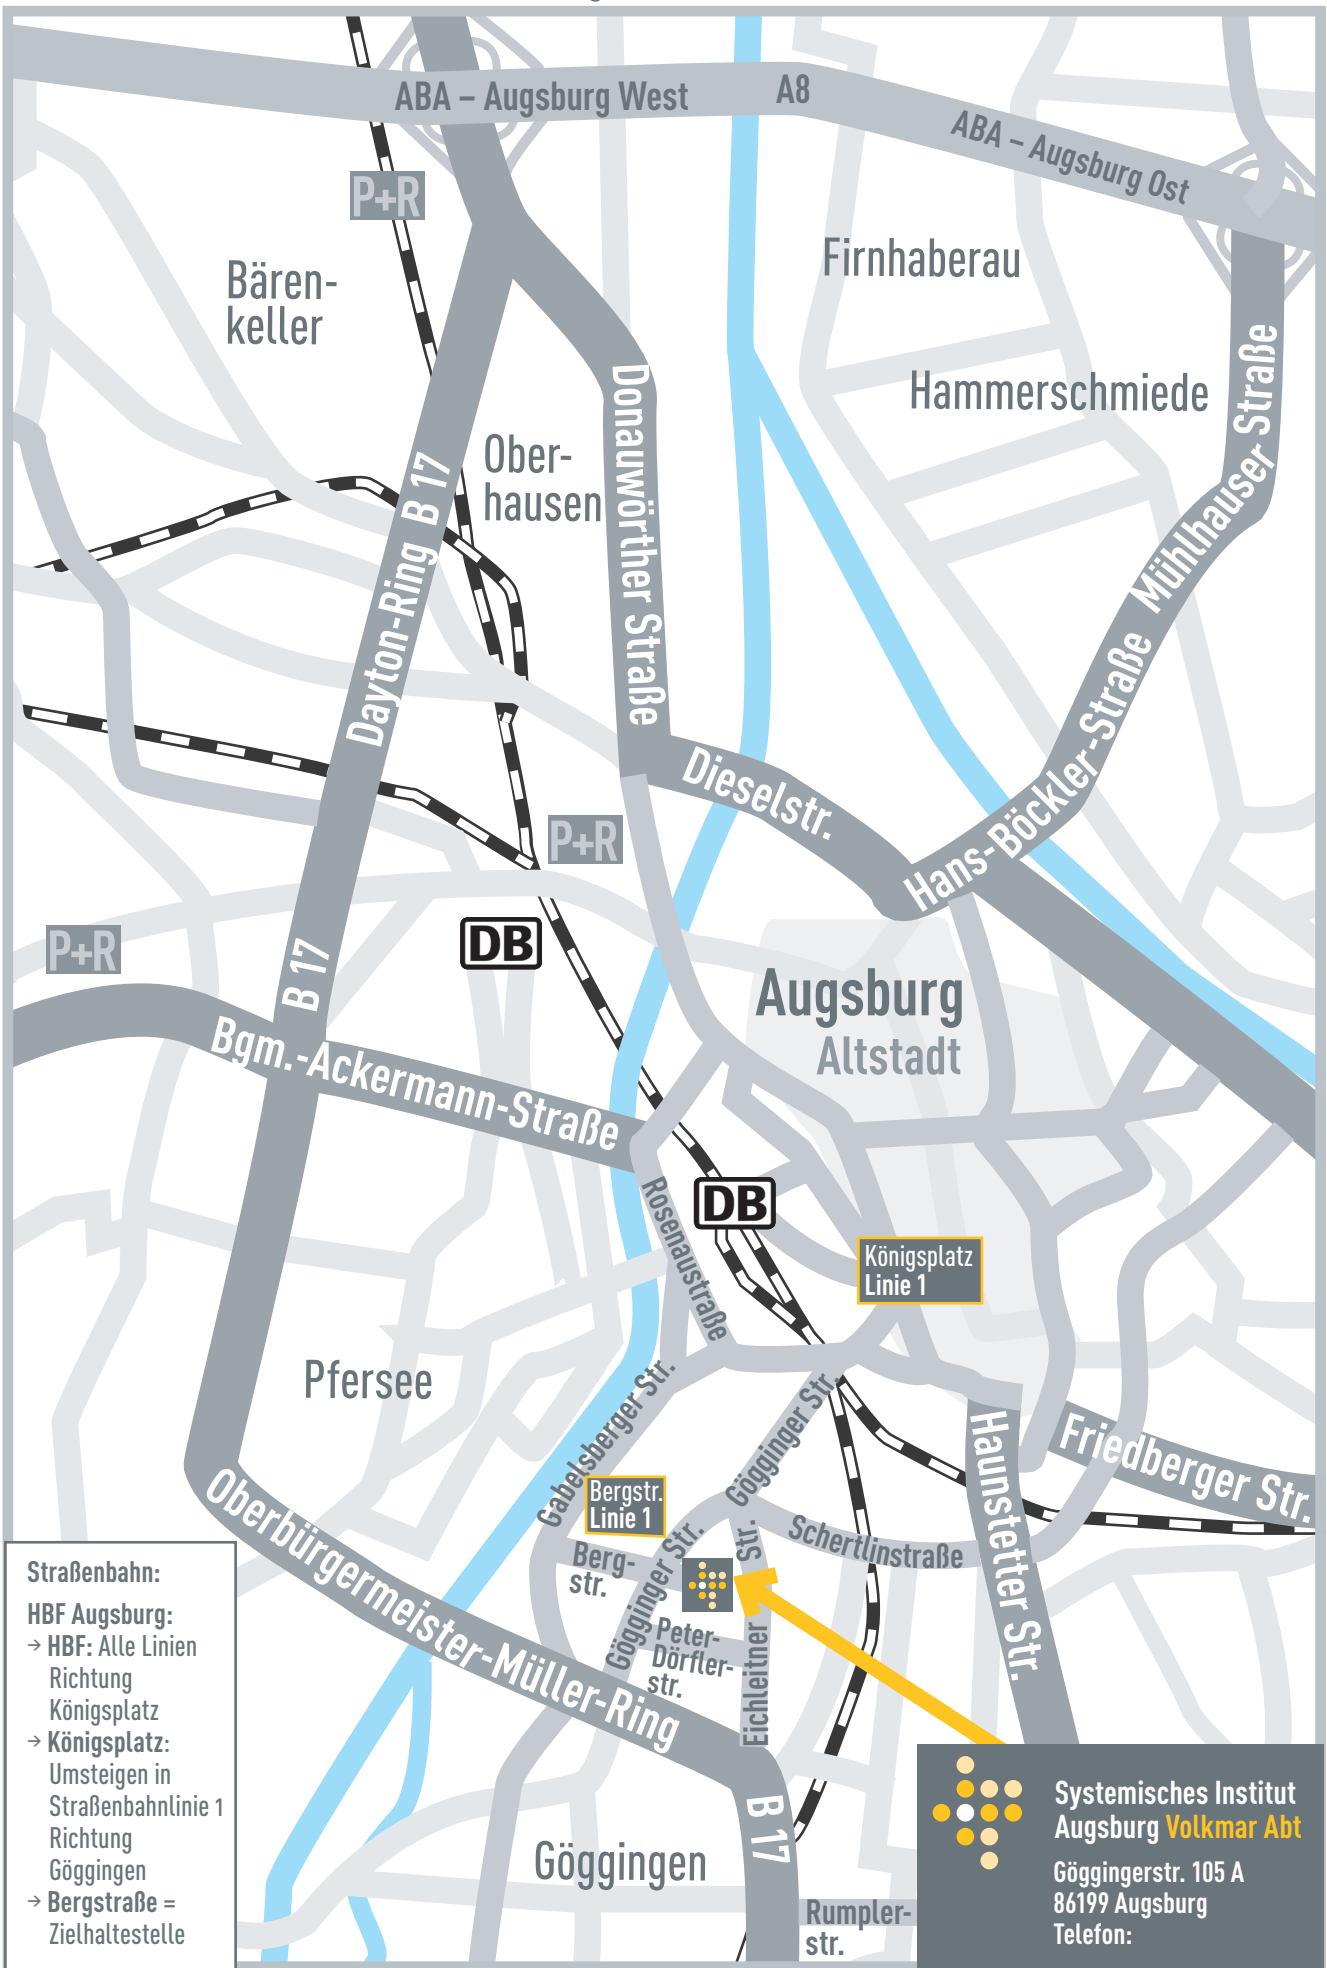 ABA – Augsburg West
A8
ABA – Augsburg Ost
P+R
Bären-
keller
Firnhaberau
Hammerschmiede
Ober-
hausen
Donauwörther Straße
Mühlhauser Straße
Dayton-Ring B 17
Dieselstr.
Hans-Böckler-Straße
P+R
P+R
DB
B 17
Augsburg
Altstadt
Bgm.-Ackermann-Straße
DB
Rosenaustraße
Königsplatz
Linie 1
Pfersee
Gabelsberger Str.
Gögginger Str.
Haunstetter Str.
Friedberger Str.
Oberbürgermeister-Müller-Ring
Bergstr.
Linie 1
Schertlinstraße
Berg-
str.
Gögginger Str.
Eichleitner Str.
Peter-
Dörfler-
str.
B 17
Göggingen
Rumpler-
str.
Straßenbahn:
HBF Augsburg:
→ HBF: Alle Linien
Richtung
Königsplatz
→ Königsplatz:
Umsteigen in
Straßenbahnlinie 1
Richtung
Göggingen
→ Bergstraße =
Zielhaltestelle
Systemisches Institut
Augsburg Volkmar Abt
Göggingerstr. 105 A
86199 Augsburg
Telefon: